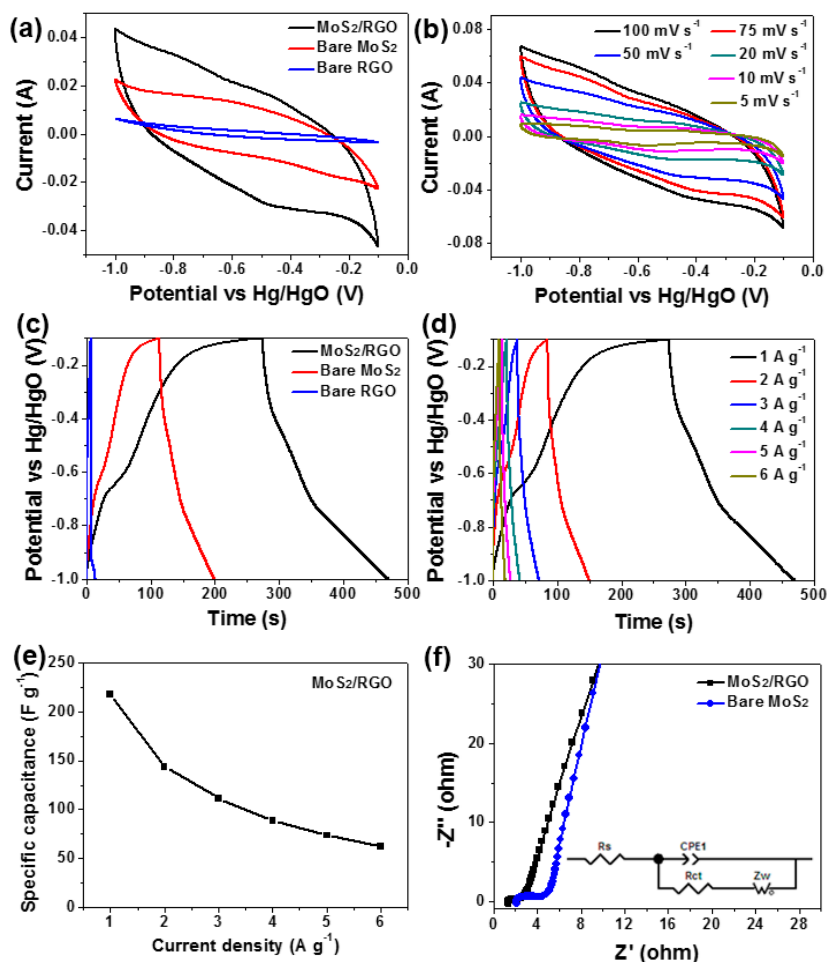 (a)
MoS2/RGO
Bare MoS2
Bare RGO
0.04
0.02
0.00
-0.02
-0.04
Current (A)
-1.0 -0.8 -0.6 -0.4 -0.2 0.0
Potential vs Hg/HgO (V)
(b)
100 mV s-1 75 mV s-1
50 mV s-1 20 mV s-1
10 mV s-1
5 mV s-1
0.08
0.04
0.00
-0.04
-0.08
Current (A)
-1.0 -0.8 -0.6 -0.4 -0.2 0.0
Potential vs Hg/HgO (V)
(c)
MoS2/RGO
Bare MoS2
Bare RGO
-0.2
-0.4
-0.6
-0.8
-1.0
Potential vs Hg/HgO (V)
0 100 200 300 400 500
Time (s)
(d)
1 A g-1
2 A g-1
3 A g-1
4 A g-1
5 A g-1
6 A g-1
-0.2
-0.4
-0.6
-0.8
-1.0
Potential vs Hg/HgO (V)
0 100 200 300 400 500
Time (s)
(e)
MoS2/RGO
250
200
150
100
50
0
Specific capacitance (F g-1)
1 2 3 4 5 6
Current density (A g-1)
(f)
MoS2/RGO
Bare MoS2
30
20
10
0
-Z'' (ohm)
Rs CPE1
Rct Zw
0 4 8 12 16 20 24 28
Z' (ohm)